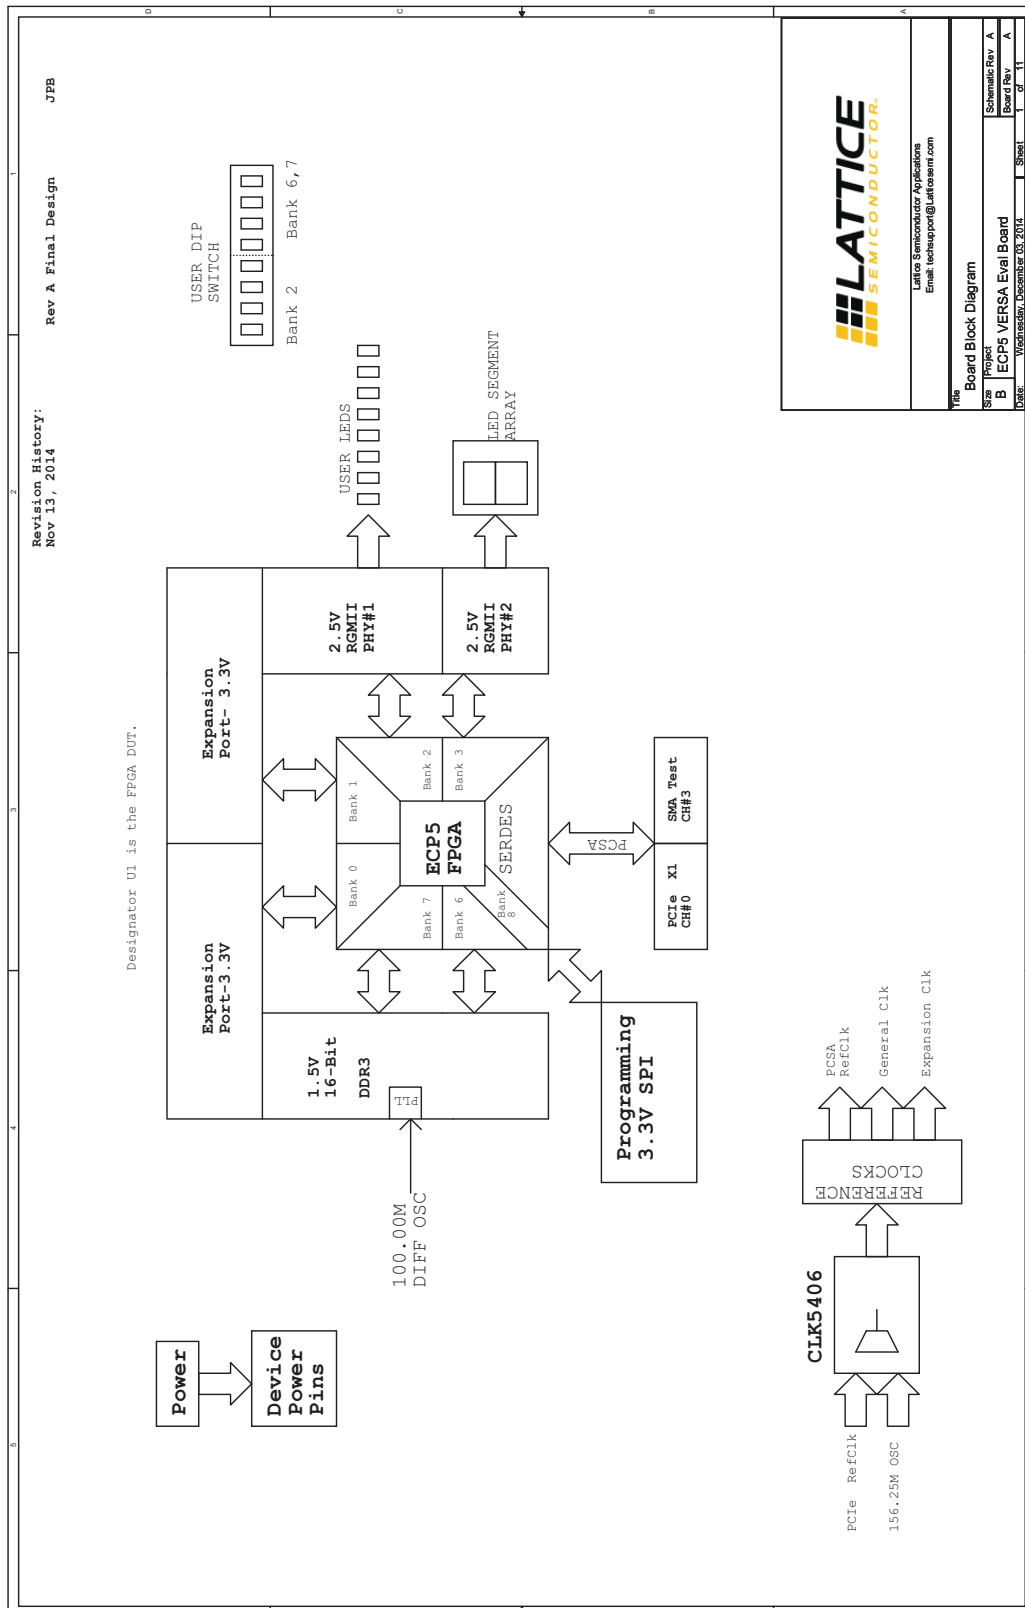 5
4
3
2
1
D
C
B
A
Revision History:
Nov 13, 2014
Rev A Final Design
JPB
Designator U1 is the FPGA DUT.
Power
Device
Power
Pins
Expansion
Port-3.3V
Expansion
Port- 3.3V
USER DIP
SWITCH
Bank 2
Bank 6,7
1.5V
16-Bit
DDR3
PLL
100.00M
DIFF OSC
Bank 0
Bank 1
Bank 7
Bank 2
Bank 6
Bank 3
Bank
8
ECP5
FPGA
SERDES
2.5V
RGMII
PHY#1
2.5V
RGMII
PHY#2
USER LEDS
LED SEGMENT
ARRAY
Programming
3.3V SPI
PCSA
PCIe X1
CH#0
SMA Test
CH#3
CLK5406
PCIe RefClk
156.25M OSC
REFERENCE
CLOCKS
PCSA
RefClk
General Clk
Expansion Clk
LATTICE
SEMICONDUCTOR.
Lattice Semiconductor Applications
Email: techsupport@Latticesemi.com
Title
Board Block Diagram
Size
B
Project
ECP5 VERSA Eval Board
Schematic Rev A
Board Rev A
Date: Wednesday, December 03, 2014
Sheet 1 of 11